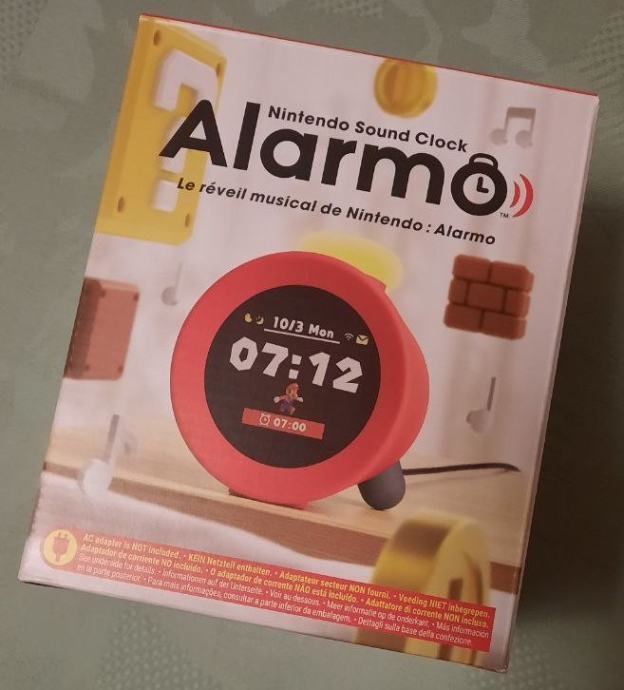 Nintendo Sound Clock
Alarmo
TM
Le réveil musical de Nintendo : Alarmo
10/3 Mon
07:12
07:00
AC adapter is NOT included. • KEIN Netzteil enthalten. • Adaptateur secteur NON fourni. • Voeding NIET inbegrepen.
Adaptador de corriente NO incluido. • O adaptador de corrente NÃO está incluído. • Adattatore di corrente NON incluso.
See underside for details. • Informationen auf der Unterseite. • Voir au-dessous. • Meer informatie op de onderkant. • Más información
en la parte posterior. • Para mais informações, consultar a parte inferior da embalagem. • Dettagli sulla base della confezione.